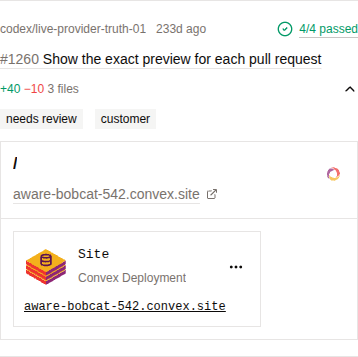 codex/live-provider-truth-01 233d ago 4/4 passed
#1260 Show the exact preview for each pull request
+40 −10 3 files
needs review customer
/
aware-bobcat-542.convex.site
Site
Convex Deployment
aware-bobcat-542.convex.site